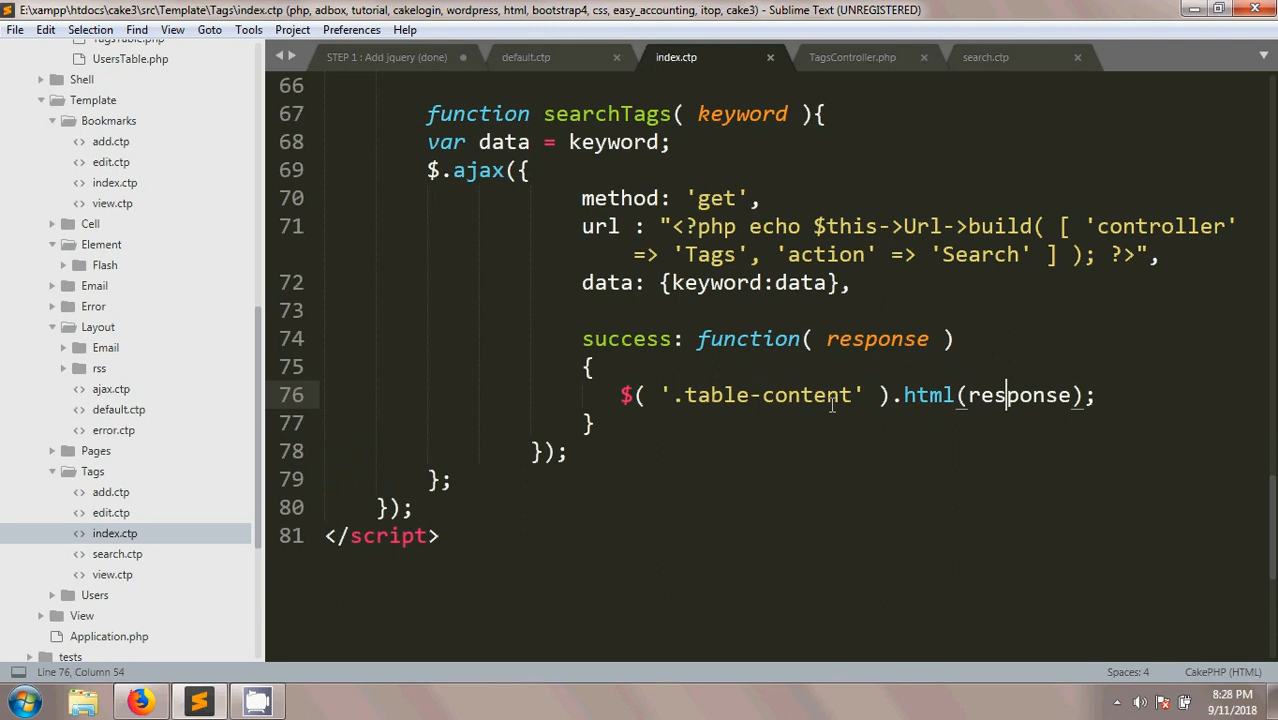 E:\xampp\htdocs\cake3\src\Template\Tags\index.ctp (php, adbox, tutorial, cakelogin, wordpress, html, bootstrap4, css, easy_accounting, iop, cake3) - Sublime Text (UNREGISTERED)
File Edit Selection Find View Goto Tools Project Preferences Help
TagsTable.php
UsersTable.php
Shell
Template
Bookmarks
add.ctp
edit.ctp
index.ctp
view.ctp
Cell
Element
Flash
Email
Error
Layout
Email
rss
ajax.ctp
default.ctp
error.ctp
Pages
Tags
add.ctp
edit.ctp
index.ctp
search.ctp
view.ctp
Users
View
Application.php
tests
STEP 1 : Add jquery (done) default.ctp index.ctp TagsController.php search.ctp
66
67 function searchTags( keyword ){
68 var data = keyword;
69 $.ajax({
70 method: 'get',
71 url : "<?php echo $this->Url->build( [ 'controller'
=> 'Tags', 'action' => 'Search' ] ); ?>",
72 data: {keyword:data},
73
74 success: function( response )
75 {
76 $( '.table-content' ).html(response);
77 }
78 });
79 };
80 });
81 </script>
Line 76, Column 54 Spaces: 4 CakePHP (HTML)
8:28 PM
9/11/2018